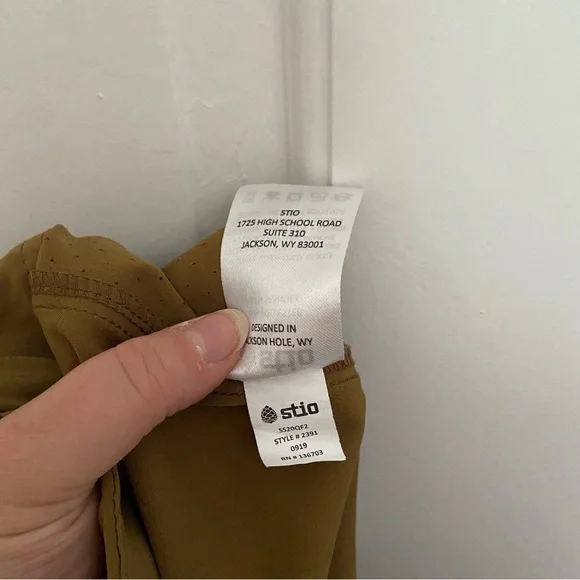 STIO
1725 HIGH SCHOOL ROAD
SUITE 310
JACKSON, WY 83001
DESIGNED IN
HOLE, WY
stio
SS20QF2
STYLE # 2391
0919
RN # 136703